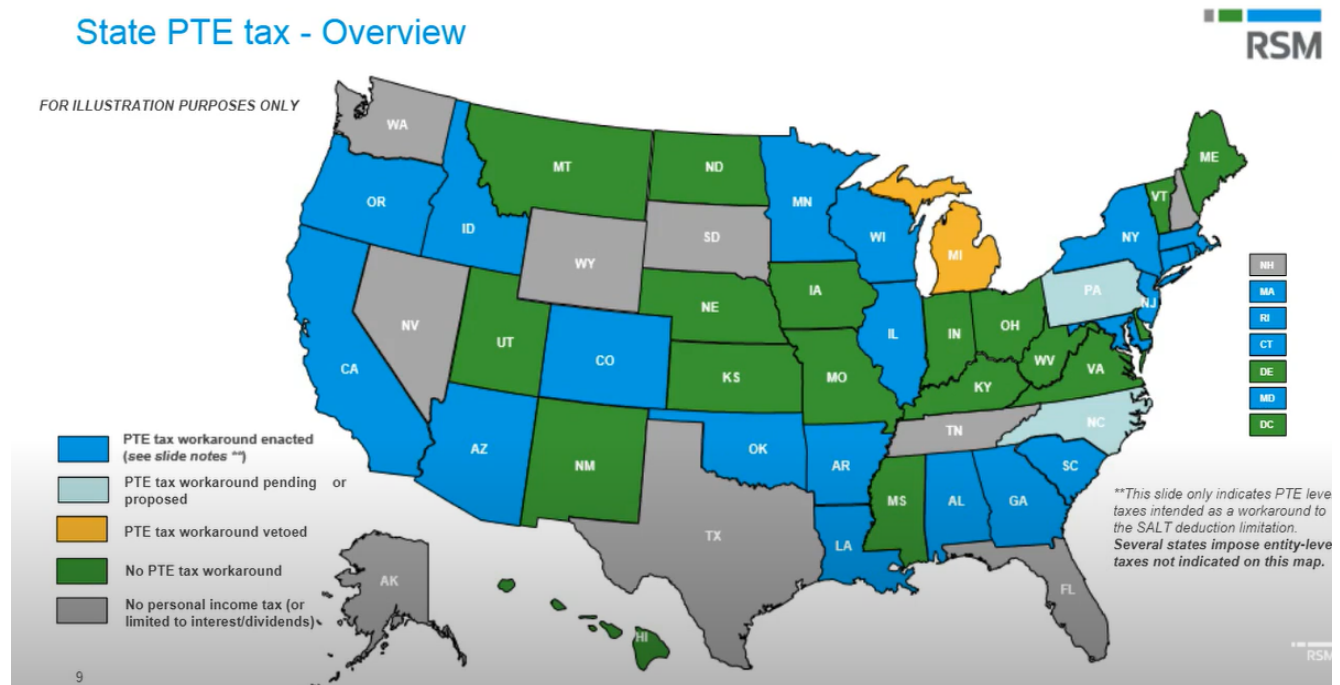 State PTE tax - Overview
RSM
FOR ILLUSTRATION PURPOSES ONLY
WA
MT
ND
MN
ME
VT
OR
ID
SD
WI
NY
MI
WY
NH
NE
IA
PA
MA
NJ
NV
UT
IL
IN
OH
RI
CA
CO
KS
MO
WV
VA
CT
KY
DE
MD
TN
NC
DC
AZ
NM
OK
AR
SC
MS
AL
GA
TX
LA
AK
FL
HI
PTE tax workaround enacted
(see slide notes **)
PTE tax workaround pending or
proposed
PTE tax workaround vetoed
No PTE tax workaround
No personal income tax (or
limited to interest/dividends)
**This slide only indicates PTE leve
taxes intended as a workaround to
the SALT deduction limitation.
Several states impose entity-leve
taxes not indicated on this map.
RSM
9